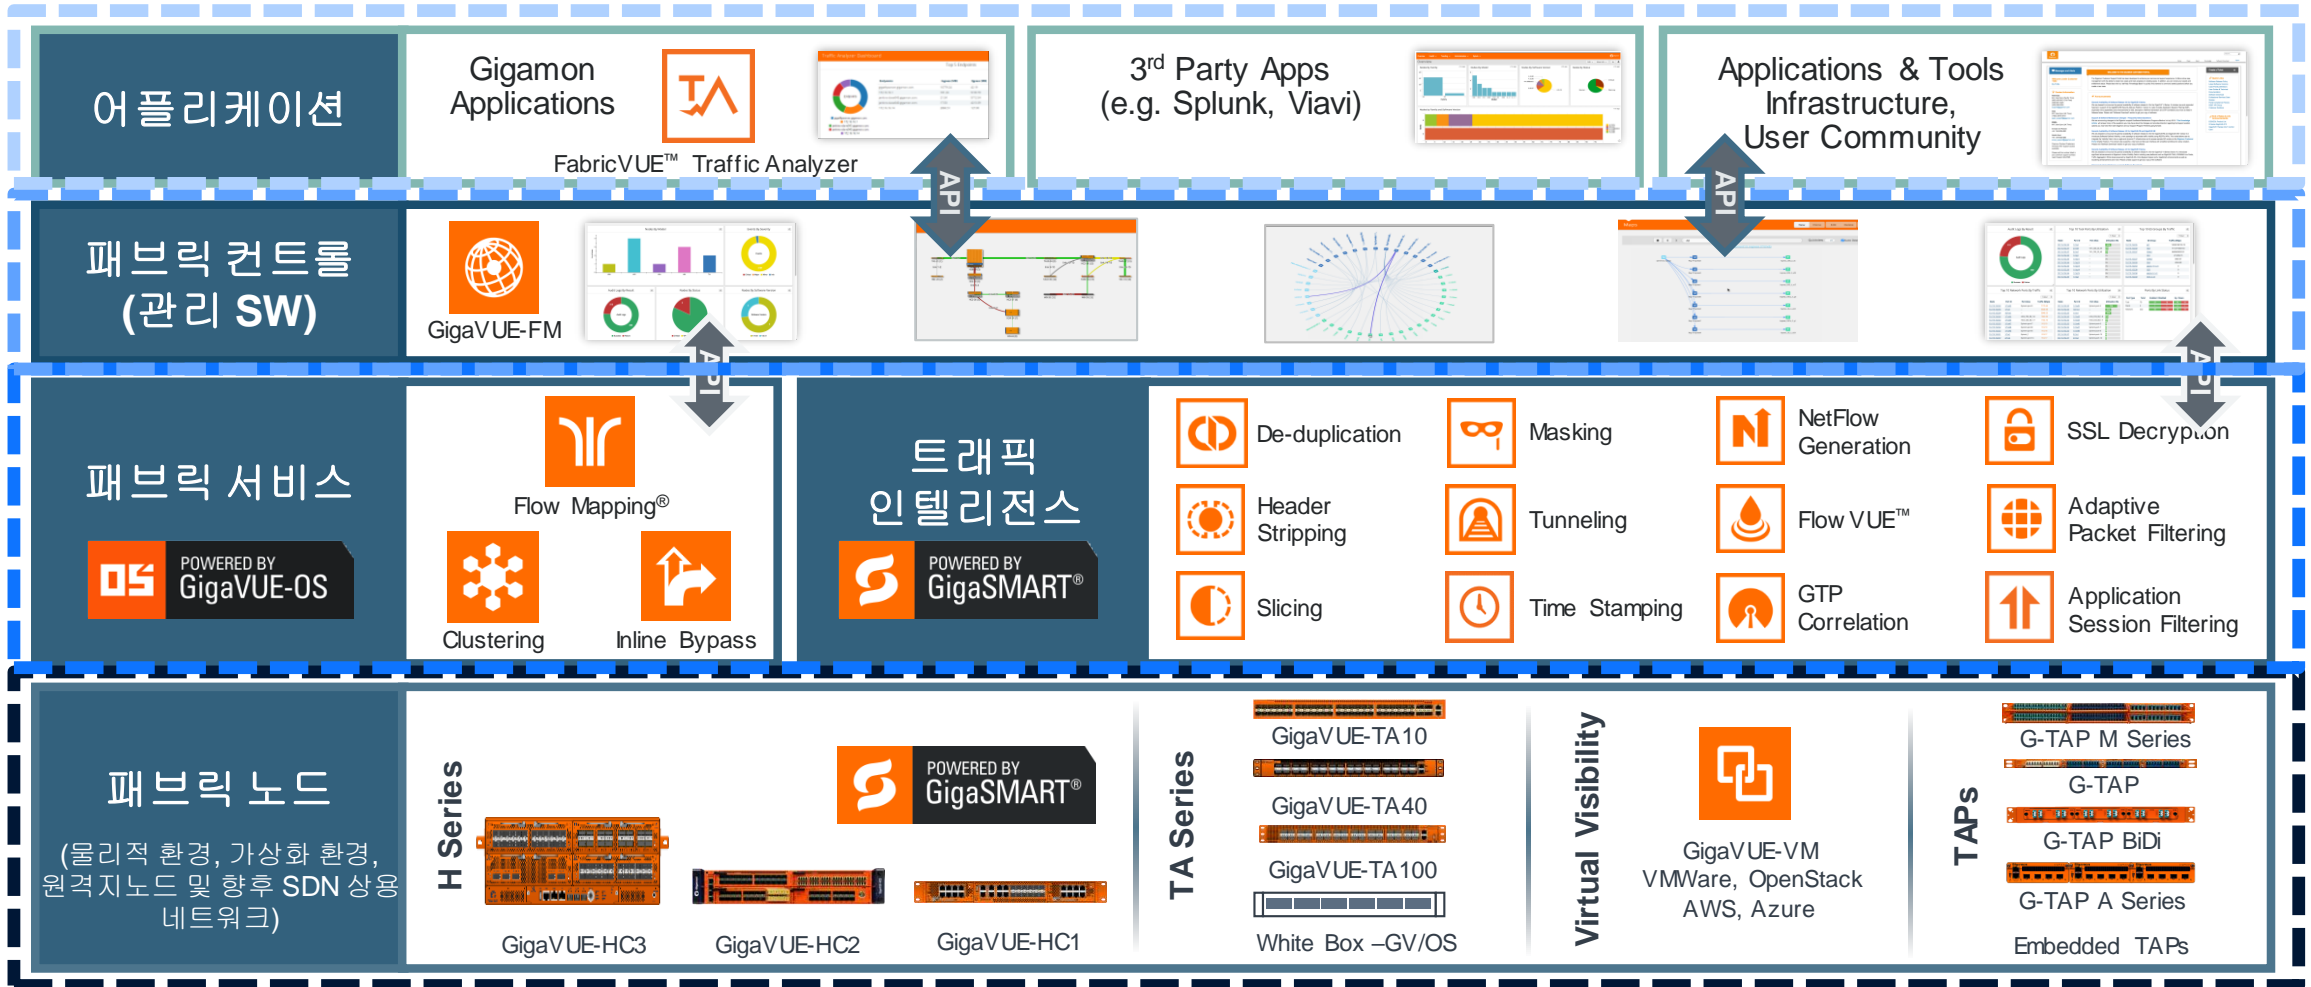 어플리케이션
Gigamon
Applications
FabricVUE™ Traffic Analyzer
3rd Party Apps
(e.g. Splunk, Viavi)
Applications & Tools
Infrastructure,
User Community
API
API
패브릭 컨트롤
(관리 SW)
GigaVUE-FM
API
API
패브릭 서비스
POWERED BY
GigaVUE-OS
Flow Mapping®
Clustering
Inline Bypass
트래픽
인텔리전스
POWERED BY
GigaSMART®
De-duplication
Masking
NetFlow
Generation
SSL Decryption
Header
Stripping
Tunneling
Flow VUE™
Adaptive
Packet Filtering
Slicing
Time Stamping
GTP
Correlation
Application
Session Filtering
패브릭 노드
(물리적 환경, 가상화 환경,
원격지노드 및 향후 SDN 상용
네트워크)
H Series
POWERED BY
GigaSMART®
GigaVUE-HC3
GigaVUE-HC2
GigaVUE-HC1
TA Series
GigaVUE-TA10
GigaVUE-TA40
GigaVUE-TA100
White Box –GV/OS
Virtual Visibility
GigaVUE-VM
VMWare, OpenStack
AWS, Azure
TAPs
G-TAP M Series
G-TAP
G-TAP BiDi
G-TAP A Series
Embedded TAPs